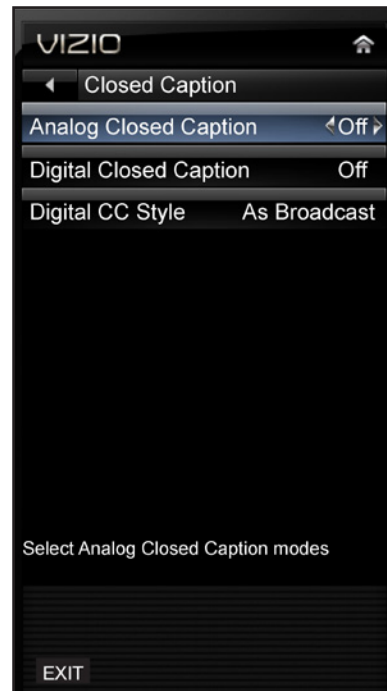 VIZIO
Closed Caption
Analog Closed Caption Off
Digital Closed Caption Off
Digital CC Style As Broadcast
Select Analog Closed Caption modes
EXIT